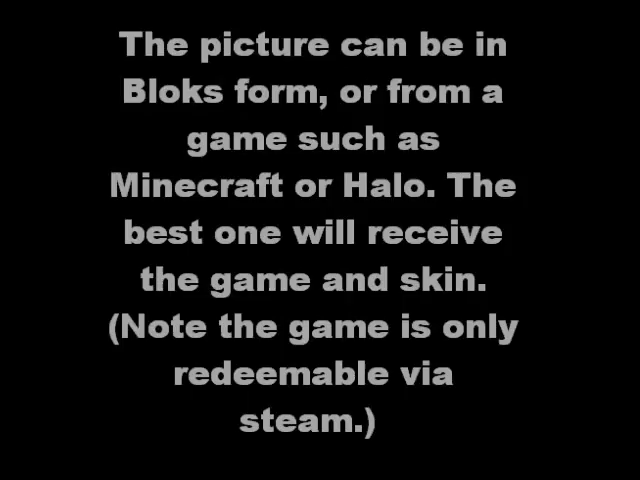 The picture can be in
Bloks form, or from a
game such as
Minecraft or Halo. The
best one will receive
the game and skin.
(Note the game is only
redeemable via
steam.)